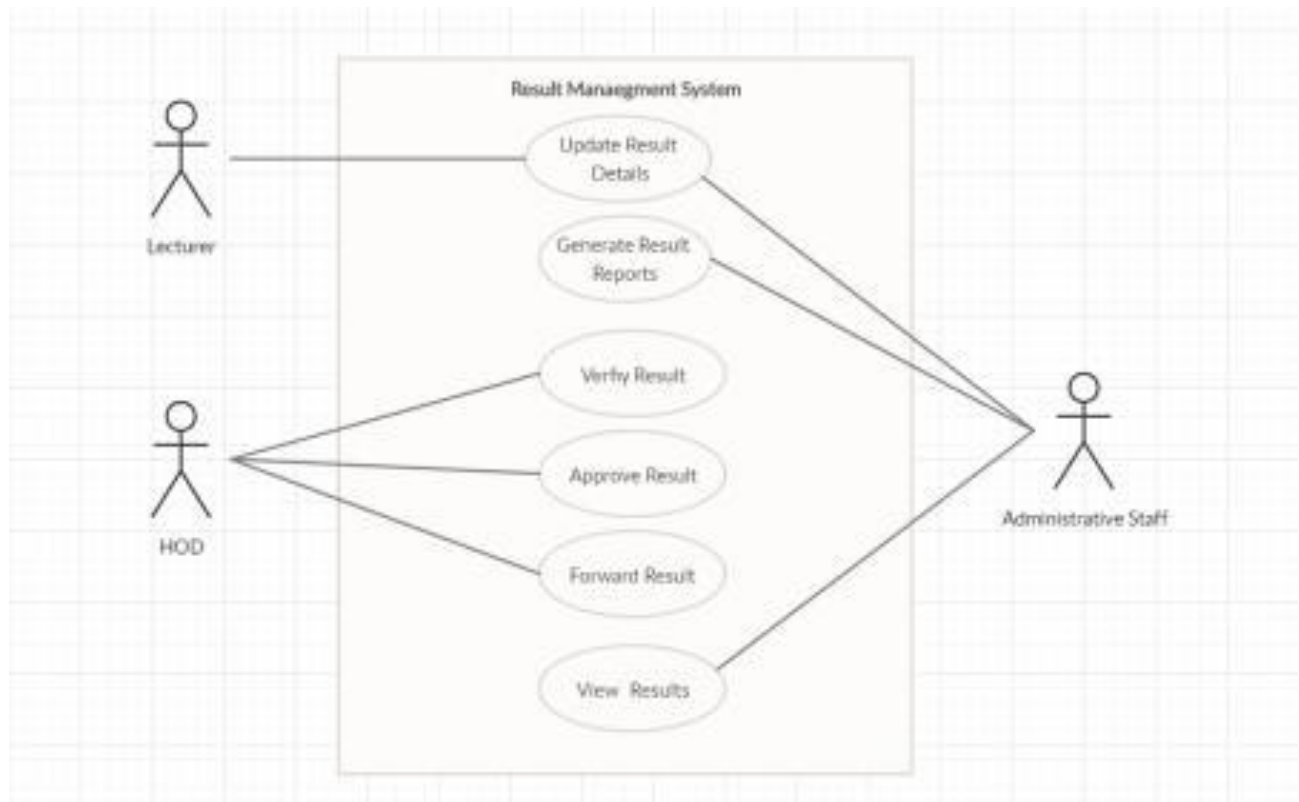 Result Manaegment System
Update Result
Details
Generate Result
Reports
Lecturer
Verfiy Result
Approve Result
HOD
Administrative Staff
Forward Result
View Results